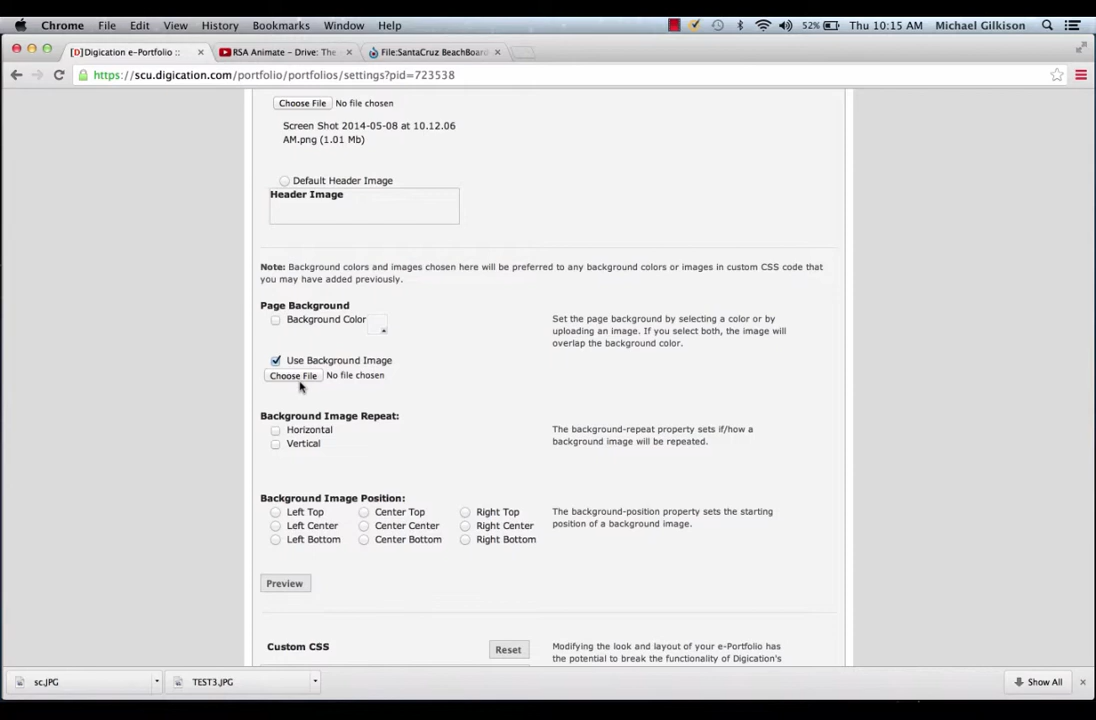 Chrome File Edit View History Bookmarks Window Help 52% Thu 10:15 AM Michael Gilkison
[D]Digication e-Portfolio :: RSA Animate – Drive: The File:SantaCruz BeachBoard
https://scu.digication.com/portfolio/portfolios/settings?pid=723538
Choose File No file chosen
Screen Shot 2014-05-08 at 10.12.06
AM.png (1.01 Mb)
Default Header Image
Header Image
Note: Background colors and images chosen here will be preferred to any background colors or images in custom CSS code that
you may have added previously.
Page Background
Background Color
Set the page background by selecting a color or by
uploading an image. If you select both, the image will
overlap the background color.
Use Background Image
Choose File No file chosen
Background Image Repeat:
Horizontal
Vertical
The background-repeat property sets if/how a
background image will be repeated.
Background Image Position:
Left Top Center Top Right Top
Left Center Center Center Right Center
Left Bottom Center Bottom Right Bottom
The background-position property sets the starting
position of a background image.
Preview
Custom CSS
Reset
Modifying the look and layout of your e-Portfolio has
the potential to break the functionality of Digication's
sc.JPG TEST3.JPG Show All